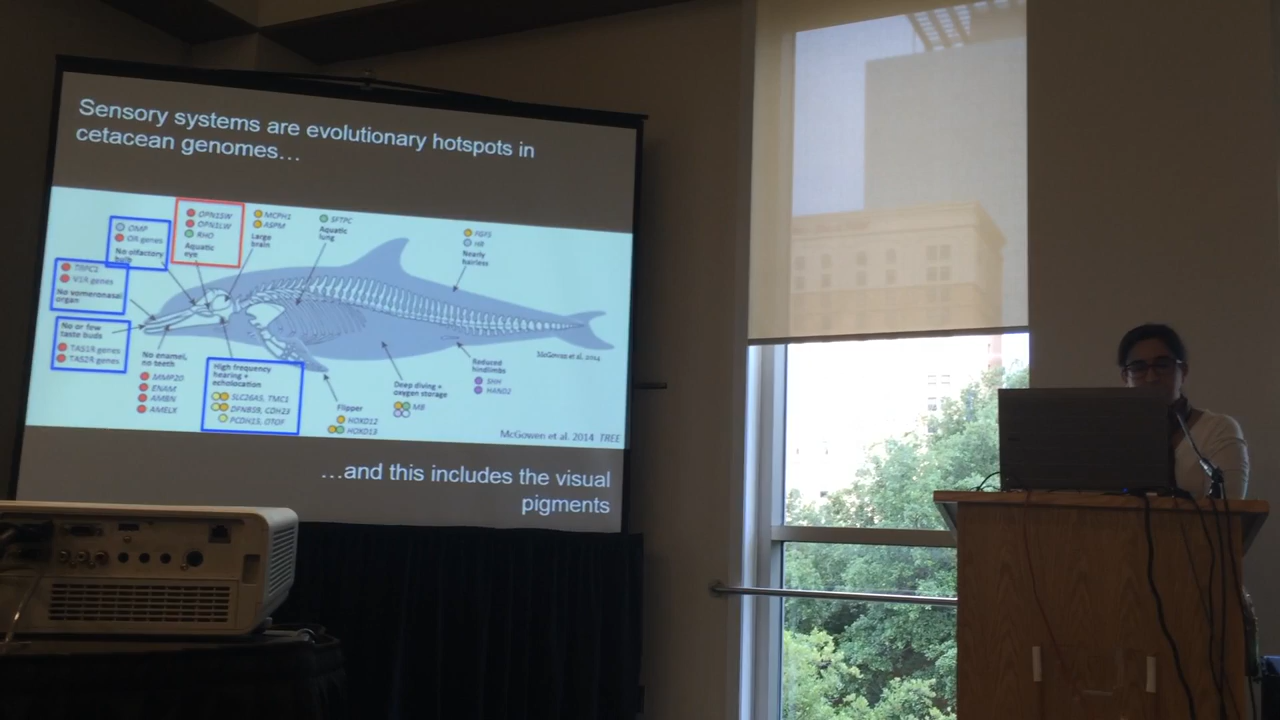 Sensory systems are evolutionary hotspots in
cetacean genomes…
OMP
OR genes
No olfactory
bulb
OPN1SW
OPN1LW
RHO
Aquatic
eye
MCPH1
ASPM
Large
brain
SFTPC
Aquatic
lung
FGF5
HR
Nearly
hairless
TRPC2
V1R genes
No vomeronasal
organ
No or few
taste buds
TAS1R genes
TAS2R genes
No enamel,
no teeth
MMP20
ENAM
AMBN
AMELX
High frequency
hearing +
echolocation
SLC26A5, TMC1
DFNB59, CDH23
PCDH15, OTOF
Flipper
HOXD12
HOXD13
Deep diving +
oxygen storage
MB
Reduced
hindlimbs
SHH
HAND2
McGowen et al. 2014
McGowen et al. 2014 TREE
…and this includes the visual
pigments